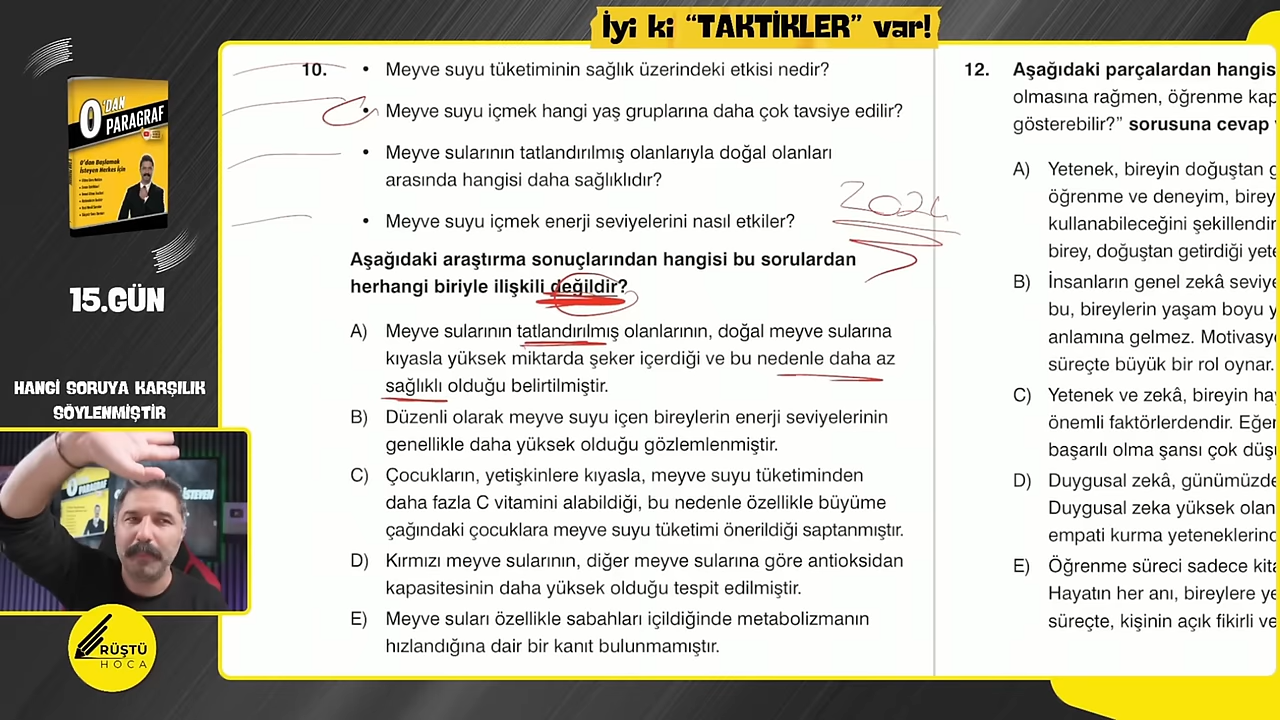 İyi ki “TAKTİKLER” var!
0'DAN
PARAGRAF
15.GÜN
HANGİ SORUYA KARŞILIK
SÖYLENMİŞTİR
RÜŞTÜ
HOCA
10. • Meyve suyu tüketiminin sağlık üzerindeki etkisi nedir?
• Meyve suyu içmek hangi yaş gruplarına daha çok tavsiye edilir?
• Meyve sularının tatlandırılmış olanlarıyla doğal olanları
arasında hangisi daha sağlıklıdır?
• Meyve suyu içmek enerji seviyelerini nasıl etkiler?
2024
Aşağıdaki araştırma sonuçlarından hangisi bu sorulardan
herhangi biriyle ilişkili değildir?
A) Meyve sularının tatlandırılmış olanlarının, doğal meyve sularına
kıyasla yüksek miktarda şeker içerdiği ve bu nedenle daha az
sağlıklı olduğu belirtilmiştir.
B) Düzenli olarak meyve suyu içen bireylerin enerji seviyelerinin
genellikle daha yüksek olduğu gözlemlenmiştir.
C) Çocukların, yetişkinlere kıyasla, meyve suyu tüketiminden
daha fazla C vitamini alabildiği, bu nedenle özellikle büyüme
çağındaki çocuklara meyve suyu tüketimi önerildiği saptanmıştır.
D) Kırmızı meyve sularının, diğer meyve sularına göre antioksidan
kapasitesinin daha yüksek olduğu tespit edilmiştir.
E) Meyve suları özellikle sabahları içildiğinde metabolizmanın
hızlandığına dair bir kanıt bulunmamıştır.
12. Aşağıdaki parçalardan hangis
olmasına rağmen, öğrenme kap
gösterebilir?” sorusuna cevap
A) Yetenek, bireyin doğuştan g
öğrenme ve deneyim, birey
kullanabileceğini şekillendir
birey, doğuştan getirdiği yete
B) İnsanların genel zekâ seviye
bu, bireylerin yaşam boyu y
anlamına gelmez. Motivasyo
süreçte büyük bir rol oynar.
C) Yetenek ve zekâ, bireyin hay
önemli faktörlerdendir. Eğer
başarılı olma şansı çok düşü
D) Duygusal zekâ, günümüzde
Duygusal zeka yüksek olan
empati kurma yeteneklerinc
E) Öğrenme süreci sadece kita
Hayatın her anı, bireylere ye
süreçte, kişinin açık fikirli ve